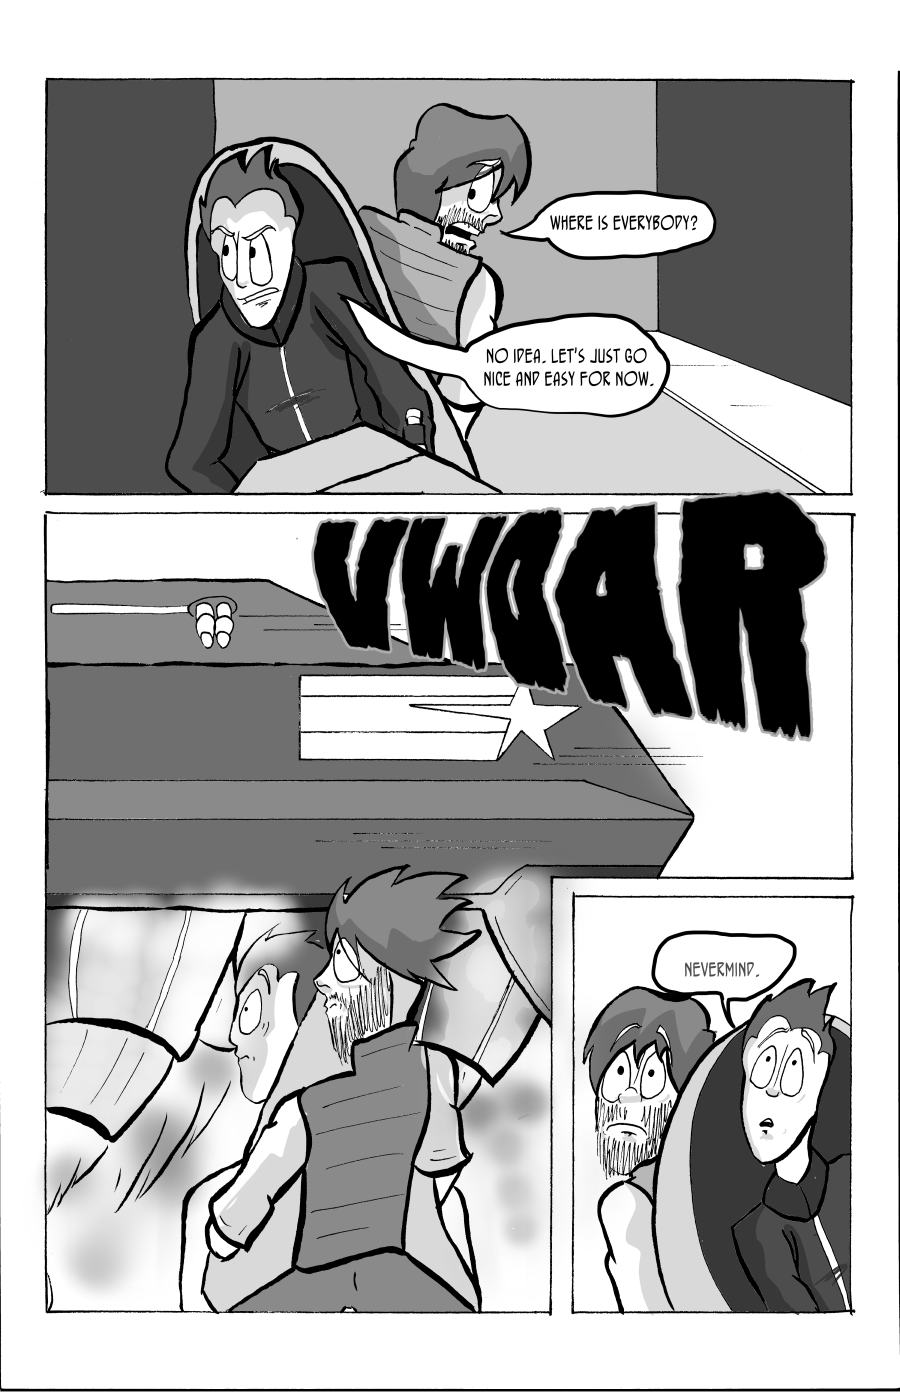 WHERE IS EVERYBODY?
NO IDEA. LET'S JUST GO
NICE AND EASY FOR NOW.
VWOAR
NEVERMIND.